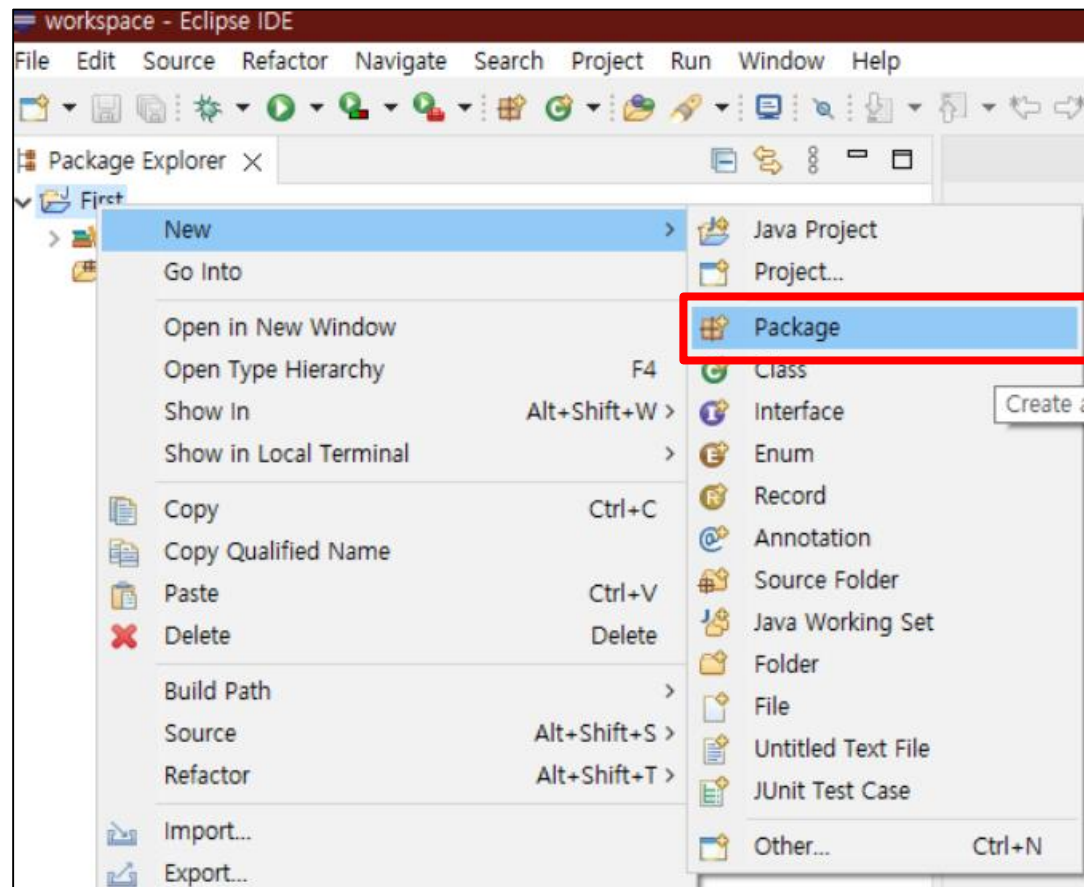 workspace - Eclipse IDE
File Edit Source Refactor Navigate Search Project Run Window Help
Package Explorer
First
New
Go Into
Open in New Window
Open Type Hierarchy F4
Show In Alt+Shift+W >
Show in Local Terminal >
Copy Ctrl+C
Copy Qualified Name
Paste Ctrl+V
Delete Delete
Build Path >
Source Alt+Shift+S >
Refactor Alt+Shift+T >
Import...
Export...
Java Project
Project...
Package
Class
Interface
Create
Enum
Record
Annotation
Source Folder
Java Working Set
Folder
File
Untitled Text File
JUnit Test Case
Other... Ctrl+N